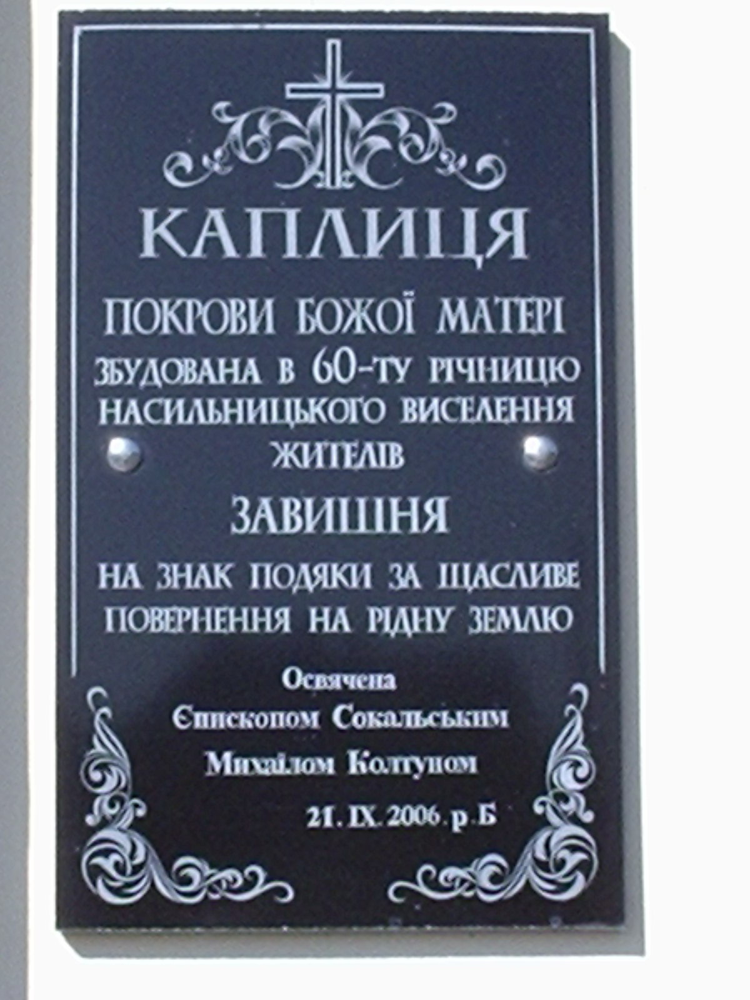 КАПЛИЦЯ
ПОКРОВИ БОЖОЇ МАТЕРІ
ЗБУДОВАНА В 60-ТУ РІЧНИЦЮ
НАСИЛЬНИЦЬКОГО ВИСЕЛЕННЯ
ЖИТЕЛІВ
ЗАВИШНЯ
НА ЗНАК ПОДЯКИ ЗА ЩАСЛИВЕ
ПОВЕРНЕННЯ НА РІДНУ ЗЕМЛЮ
Освячена
Єпископом Сокальським
Михаїлом Колтуном
21.IX.2006.р.Б